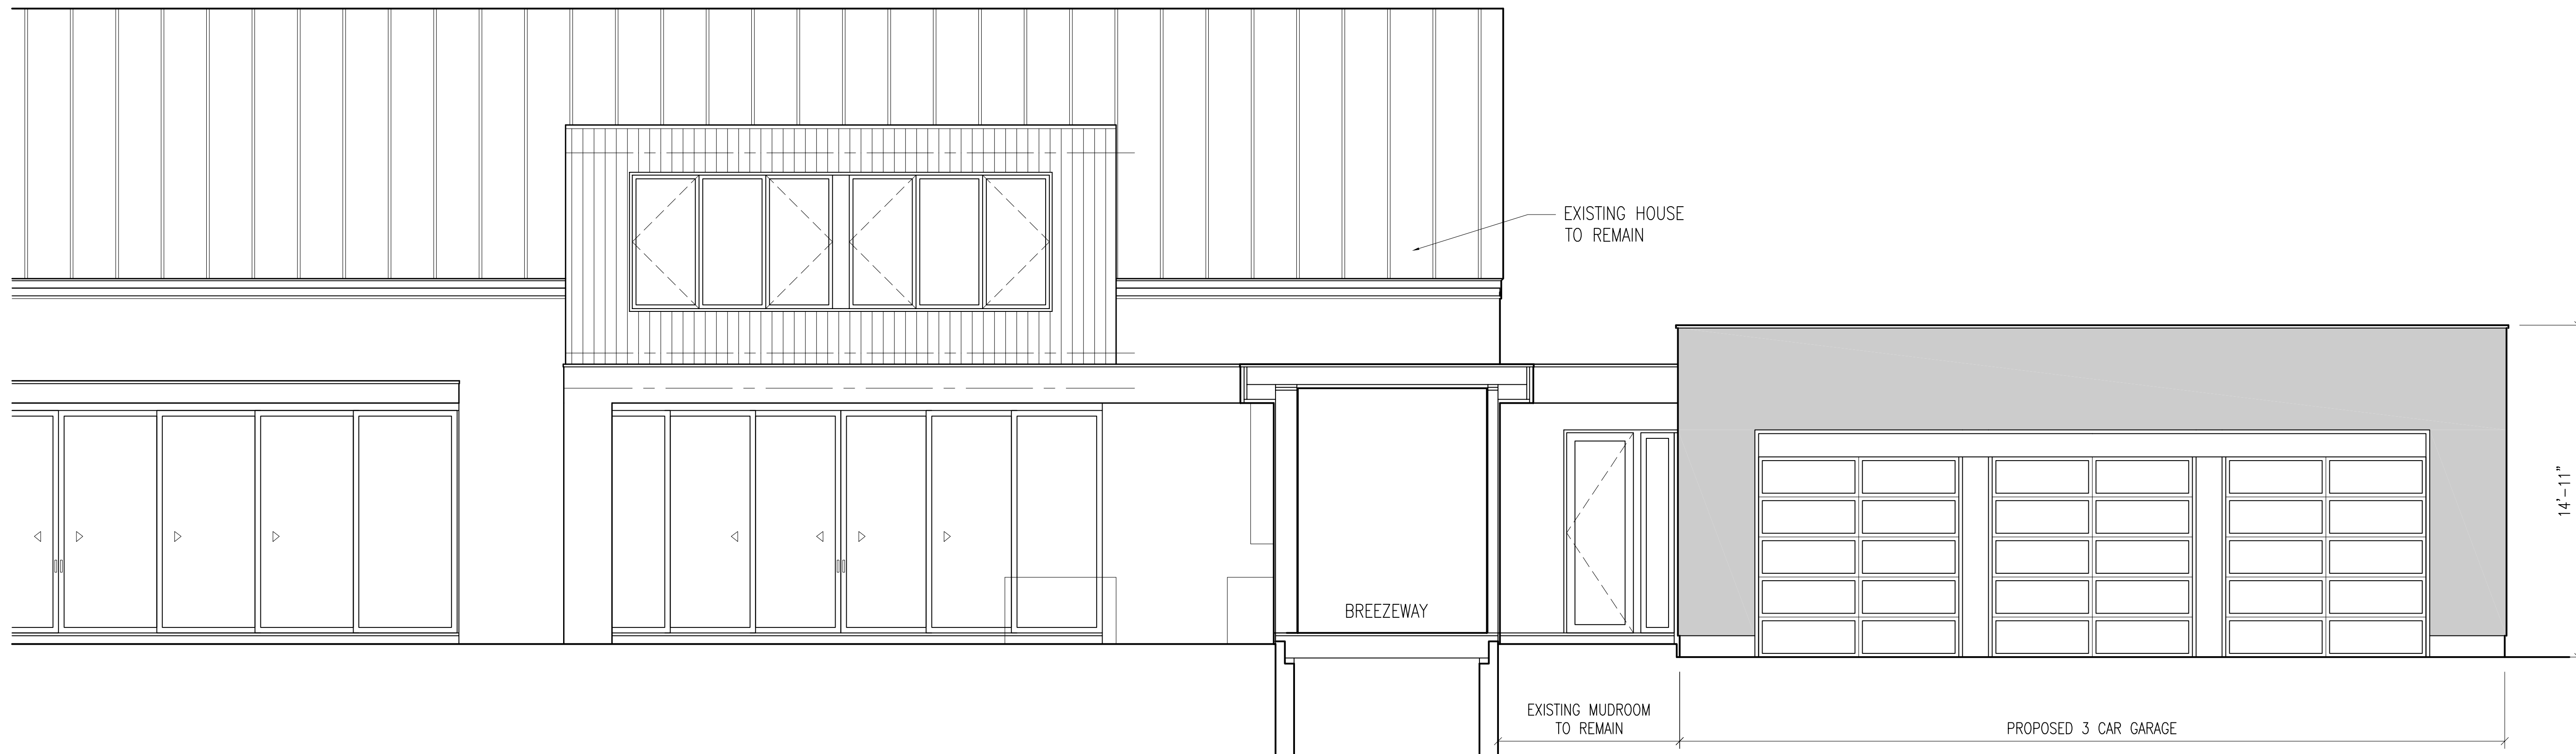 EXISTING HOUSE
TO REMAIN
14'-11"
BREEZEWAY
EXISTING MUDROOM
TO REMAIN
PROPOSED 3 CAR GARAGE